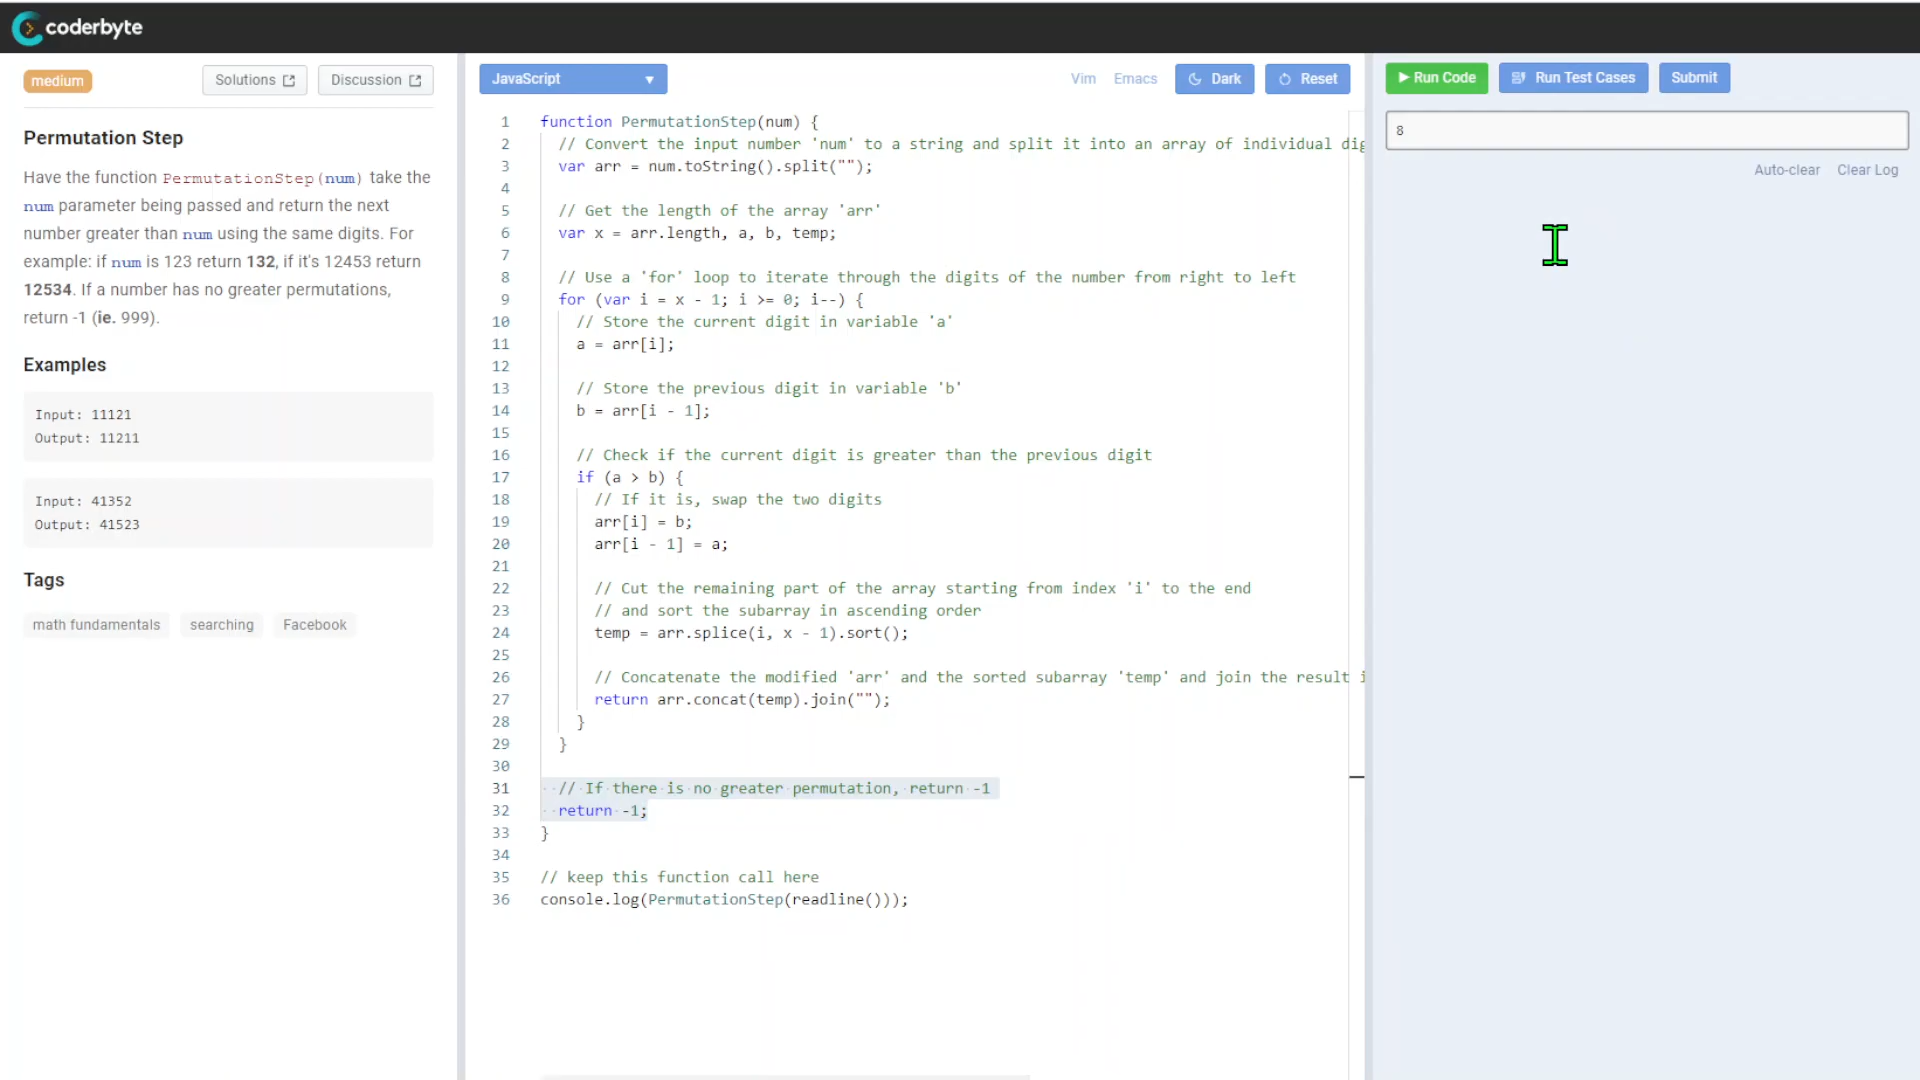 coderbyte
medium
Solutions
Discussion
Permutation Step
Have the function PermutationStep(num) take the
num parameter being passed and return the next
number greater than num using the same digits. For
example: if num is 123 return 132, if it's 12453 return
12534. If a number has no greater permutations,
return -1 (ie. 999).
Examples
Input: 11121
Output: 11211
Input: 41352
Output: 41523
Tags
math fundamentals
searching
Facebook
JavaScript
Vim
Emacs
Dark
Reset
1 function PermutationStep(num) {
2 // Convert the input number 'num' to a string and split it into an array of individual dig
3 var arr = num.toString().split("");
4
5 // Get the length of the array 'arr'
6 var x = arr.length, a, b, temp;
7
8 // Use a 'for' loop to iterate through the digits of the number from right to left
9 for (var i = x - 1; i >= 0; i--) {
10 // Store the current digit in variable 'a'
11 a = arr[i];
12
13 // Store the previous digit in variable 'b'
14 b = arr[i - 1];
15
16 // Check if the current digit is greater than the previous digit
17 if (a > b) {
18 // If it is, swap the two digits
19 arr[i] = b;
20 arr[i - 1] = a;
21
22 // Cut the remaining part of the array starting from index 'i' to the end
23 // and sort the subarray in ascending order
24 temp = arr.splice(i, x - 1).sort();
25
26 // Concatenate the modified 'arr' and the sorted subarray 'temp' and join the result i
27 return arr.concat(temp).join("");
28 }
29 }
30
31 // If there is no greater permutation, return -1
32 return -1;
33 }
34
35 // keep this function call here
36 console.log(PermutationStep(readline()));
Run Code
Run Test Cases
Submit
8
Auto-clear
Clear Log